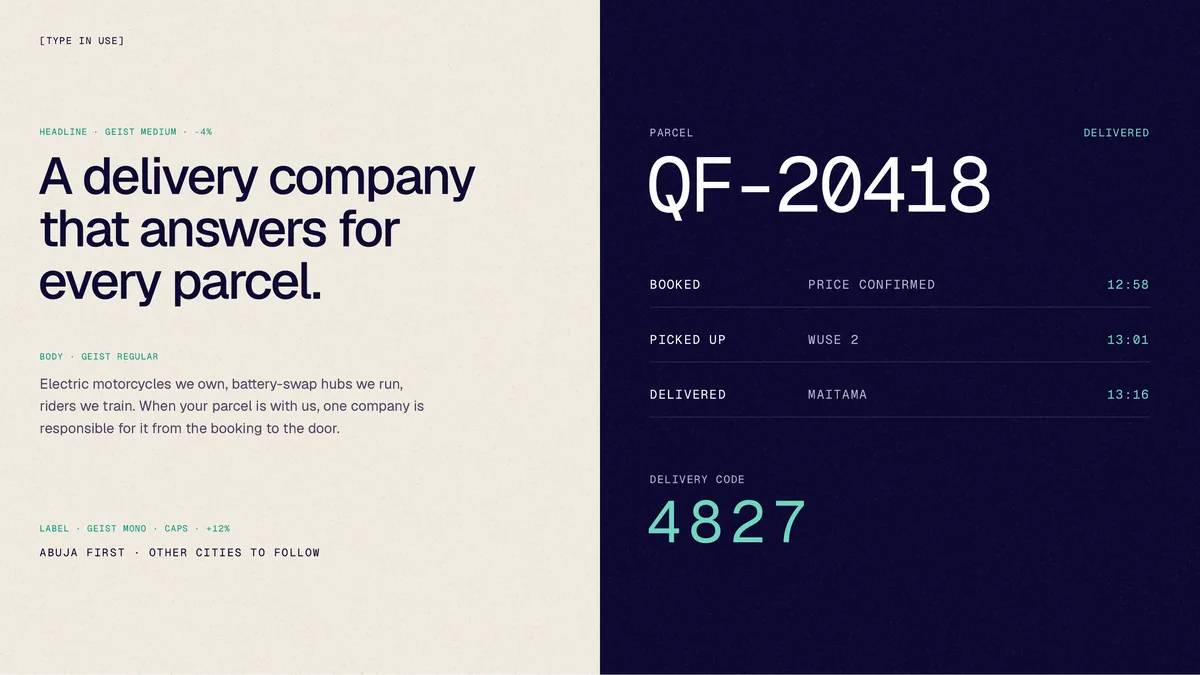 [TYPE IN USE]
HEADLINE · GEIST MEDIUM · -4%
A delivery company
that answers for
every parcel.
BODY · GEIST REGULAR
Electric motorcycles we own, battery-swap hubs we run,
riders we train. When your parcel is with us, one company is
responsible for it from the booking to the door.
LABEL · GEIST MONO · CAPS · +12%
ABUJA FIRST · OTHER CITIES TO FOLLOW
PARCEL DELIVERED
QF-20418
BOOKED PRICE CONFIRMED 12:58
PICKED UP WUSE 2 13:01
DELIVERED MAITAMA 13:16
DELIVERY CODE
4827